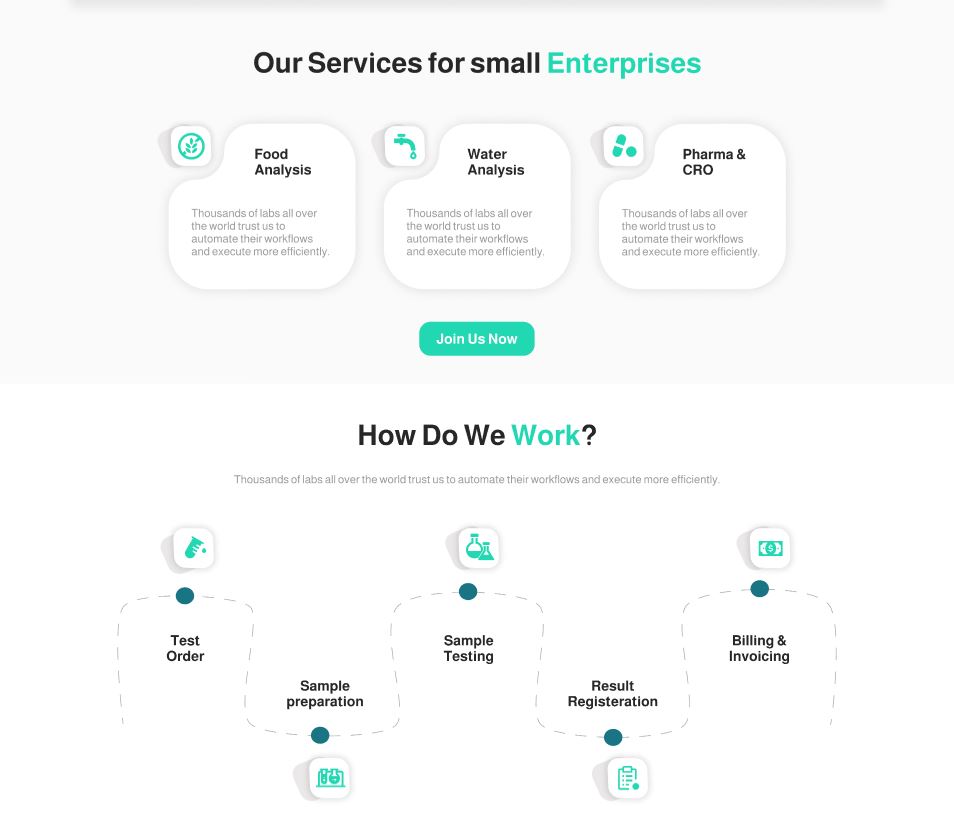 Our Services for small Enterprises
Food
Analysis
Thousands of labs all over
the world trust us to
automate their workflows
and execute more efficiently.
Water
Analysis
Thousands of labs all over
the world trust us to
automate their workflows
and execute more efficiently.
Pharma &
CRO
Thousands of labs all over
the world trust us to
automate their workflows
and execute more efficiently.
Join Us Now
How Do We Work?
Thousands of labs all over the world trust us to automate their workflows and execute more efficiently.
Test
Order
Sample
preparation
Sample
Testing
Result
Registeration
Billing &
Invoicing